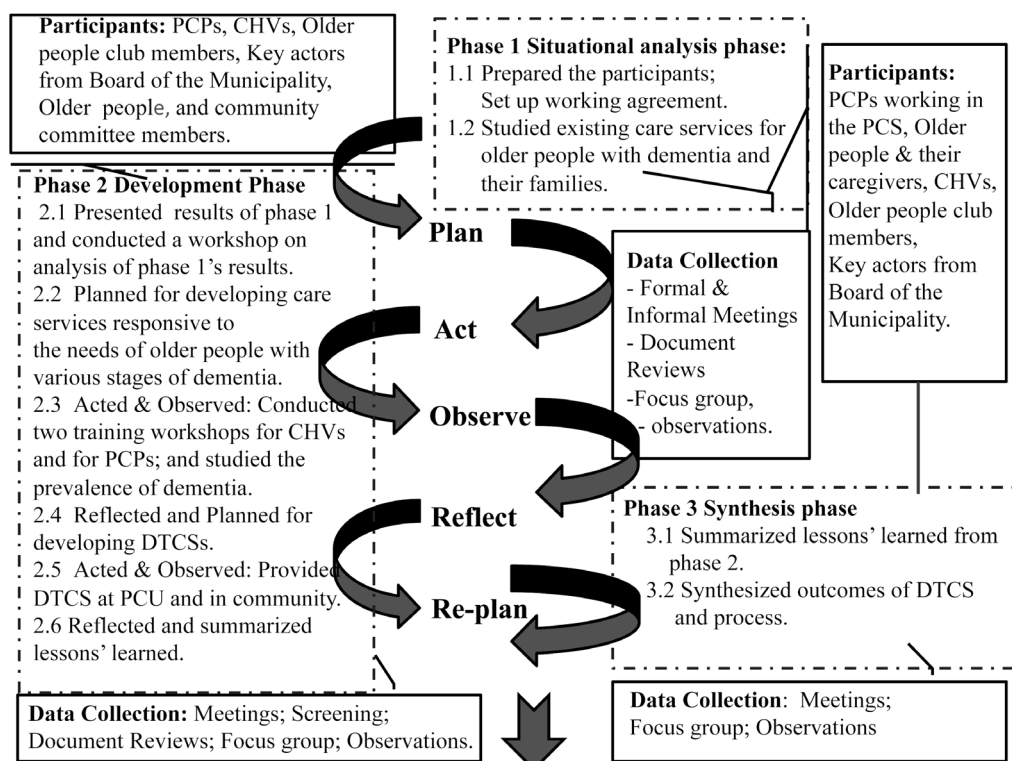 Participants: PCPs, CHVs, Older
people club members, Key actors
from Board of the Municipality,
Older people, and community
committee members.
Phase 1 Situational analysis phase:
1.1 Prepared the participants;
Set up working agreement.
1.2 Studied existing care services for
older people with dementia and
their families.
Participants:
PCPs working in
the PCS, Older
people & their
caregivers, CHVs,
Older people club
members,
Key actors from
Board of the
Municipality.
Phase 2 Development Phase
2.1 Presented results of phase 1
and conducted a workshop on
analysis of phase 1's results.
2.2 Planned for developing care
services responsive to
the needs of older people with
various stages of dementia.
2.3 Acted & Observed: Conducted
two training workshops for CHVs
and for PCPs; and studied the
prevalence of dementia.
2.4 Reflected and Planned for
developing DTCSs.
2.5 Acted & Observed: Provided
DTCS at PCU and in community.
2.6 Reflected and summarized
lessons' learned.
Plan
Act
Observe
Reflect
Re-plan
Data Collection
- Formal &
Informal Meetings
- Document
Reviews
-Focus group,
- observations.
Phase 3 Synthesis phase
3.1 Summarized lessons' learned from
phase 2.
3.2 Synthesized outcomes of DTCS
and process.
Data Collection: Meetings; Screening;
Document Reviews; Focus group; Observations.
Data Collection: Meetings;
Focus group; Observations